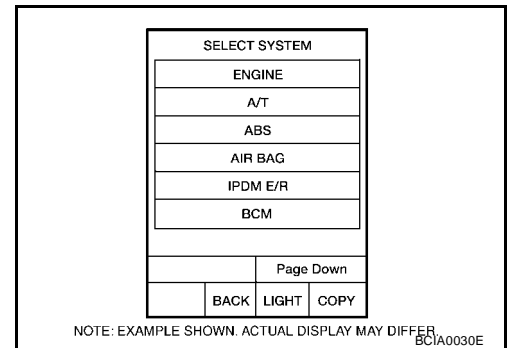 SELECT SYSTEM
ENGINE
A/T
ABS
AIR BAG
IPDM E/R
BCM
Page Down
BACK LIGHT COPY
NOTE: EXAMPLE SHOWN. ACTUAL DISPLAY MAY DIFFER.
BCIA0030E